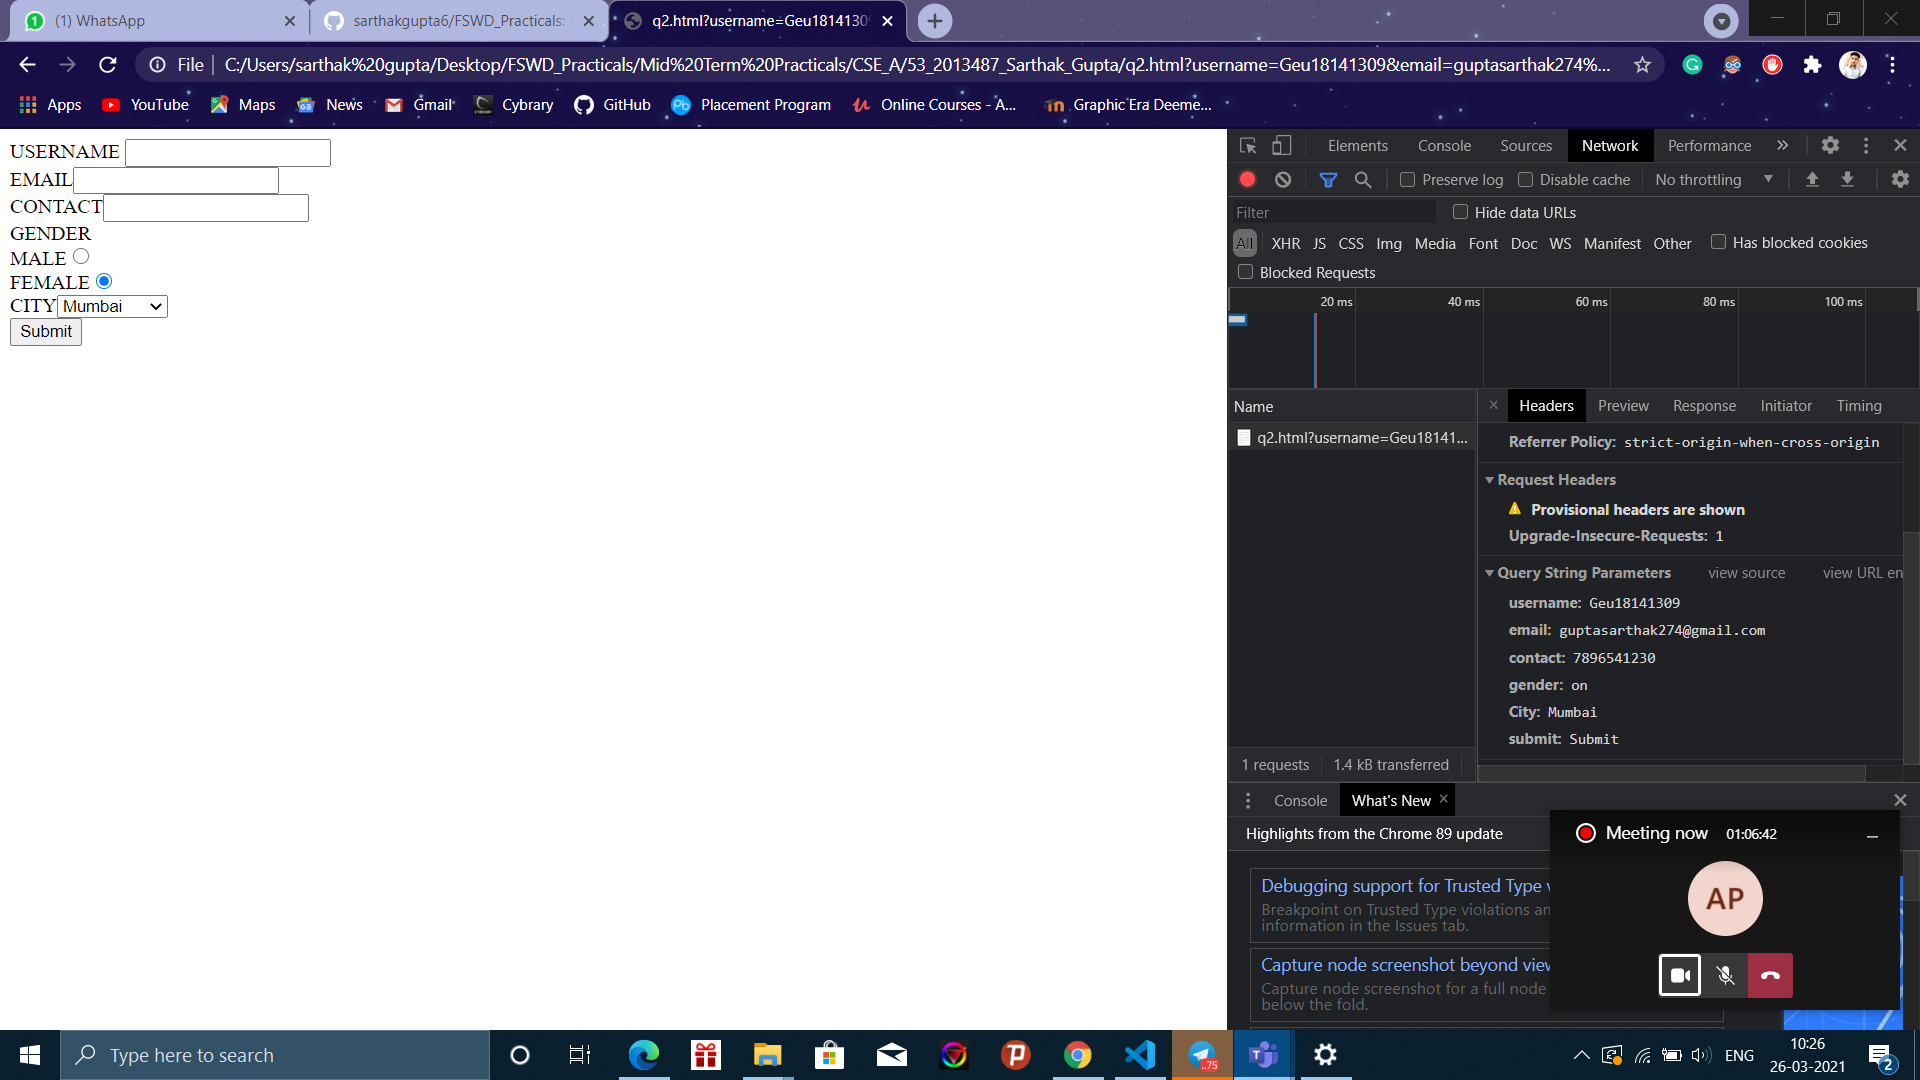 (1) WhatsApp
sarthakgupta6/FSWD_Practicals:
q2.html?username=Geu18141309
File
C:/Users/sarthak%20gupta/Desktop/FSWD_Practicals/Mid%20Term%20Practicals/CSE_A/53_2013487_Sarthak_Gupta/q2.html?username=Geu18141309&email=guptasarthak274%...
Apps YouTube Maps News Gmail Cybrary GitHub Placement Program Online Courses - A... Graphic Era Deeme...
USERNAME
EMAIL
CONTACT
GENDER
MALE
FEMALE
CITY Mumbai
Submit
Elements Console Sources Network Performance
Preserve log Disable cache No throttling
Filter Hide data URLs
All XHR JS CSS Img Media Font Doc WS Manifest Other Has blocked cookies
Blocked Requests
20 ms 40 ms 60 ms 80 ms 100 ms
Name
q2.html?username=Geu18141...
1 requests 1.4 kB transferred
Headers Preview Response Initiator Timing
Referrer Policy: strict-origin-when-cross-origin
Request Headers
Provisional headers are shown
Upgrade-Insecure-Requests: 1
Query String Parameters view source view URL en
username: Geu18141309
email: guptasarthak274@gmail.com
contact: 7896541230
gender: on
City: Mumbai
submit: Submit
Console What's New
Highlights from the Chrome 89 update
Debugging support for Trusted Type
Breakpoint on Trusted Type violations
information in the Issues tab.
Capture node screenshot beyond
Capture node screenshot for a full node
below the fold.
Meeting now 01:06:42
AP
Type here to search
..75
ENG
10:26
26-03-2021
2